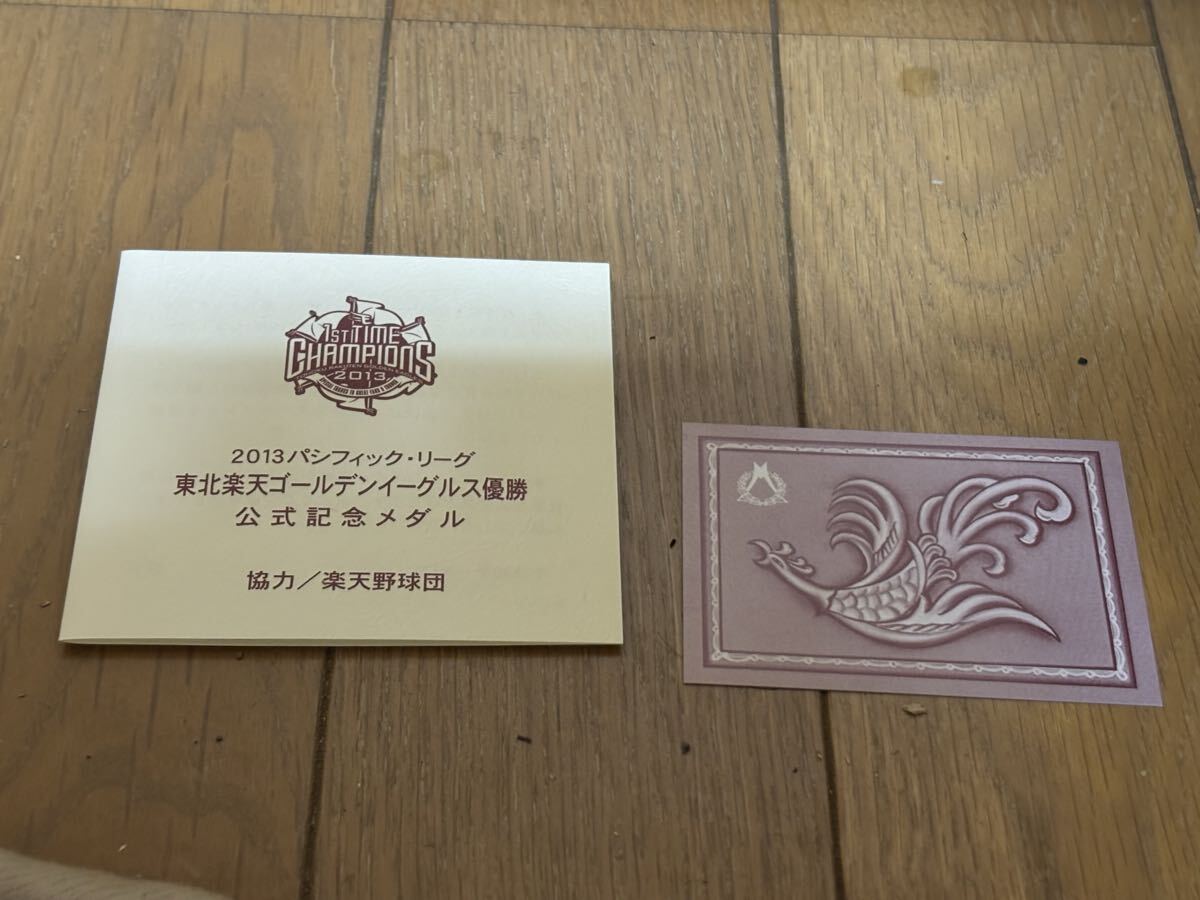 1ST TIME
CHAMPIONS
2013
2013パシフィック・リーグ
東北楽天ゴールデンイーグルス優勝
公式記念メダル
協力/楽天野球団